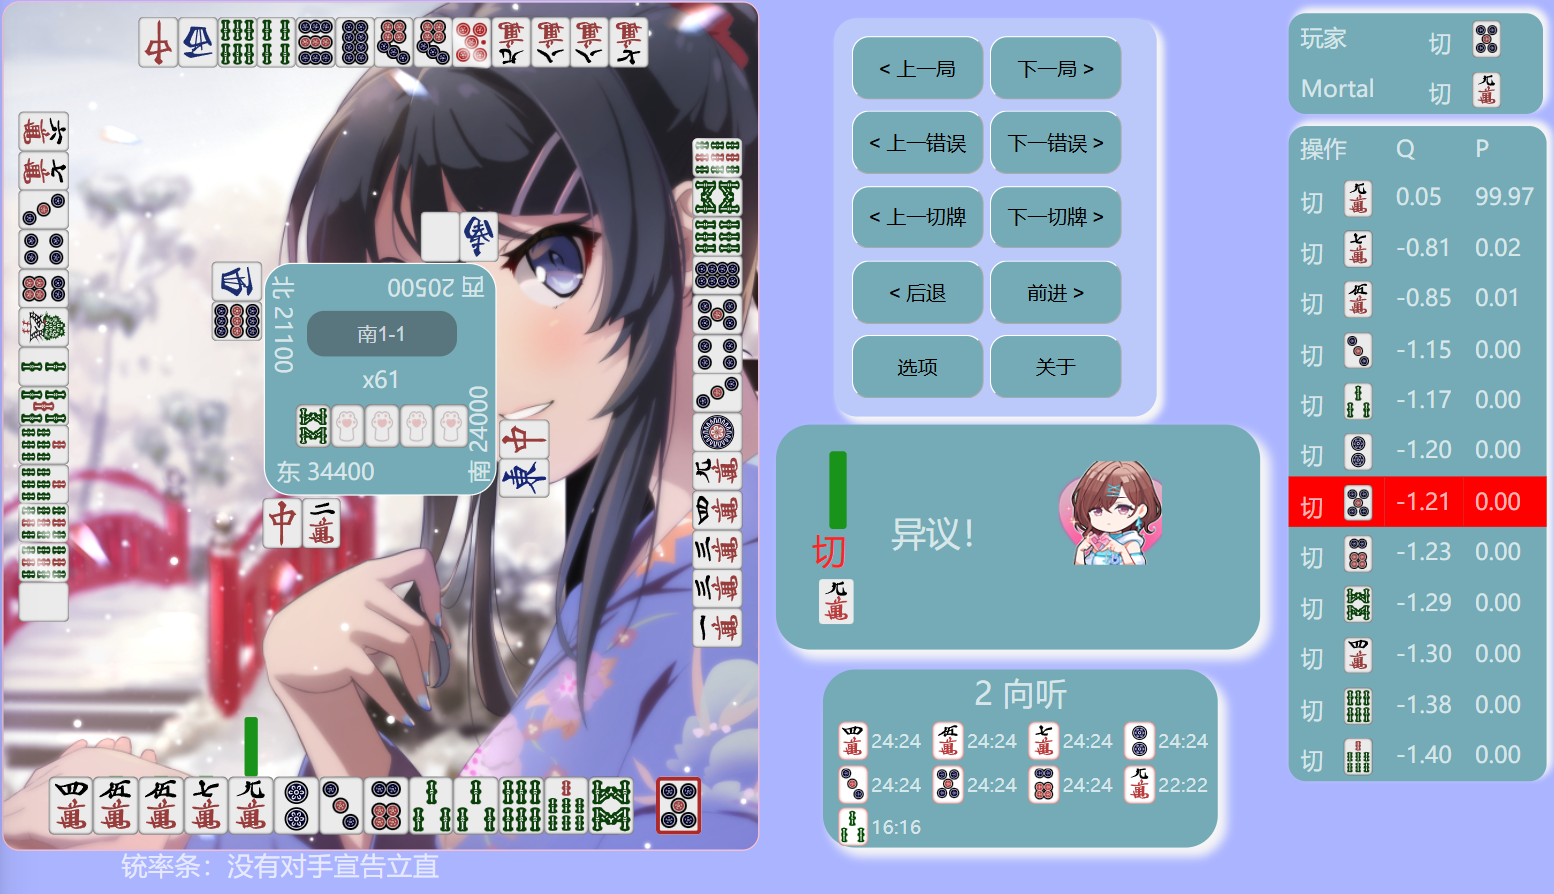 西 20500
北 21100
南1-1
x61
南 24000
东 34400
铳率条：没有对手宣告立直
< 上一局
下一局 >
< 上一错误
下一错误 >
< 上一切牌
下一切牌 >
< 后退
前进 >
选项
关于
切
异议！
2 向听
24:24
24:24
24:24
24:24
24:24
24:24
24:24
22:22
16:16
玩家 切
Mortal 切
操作 Q P
切 0.05 99.97
切 -0.81 0.02
切 -0.85 0.01
切 -1.15 0.00
切 -1.17 0.00
切 -1.20 0.00
切 -1.21 0.00
切 -1.23 0.00
切 -1.29 0.00
切 -1.30 0.00
切 -1.38 0.00
切 -1.40 0.00